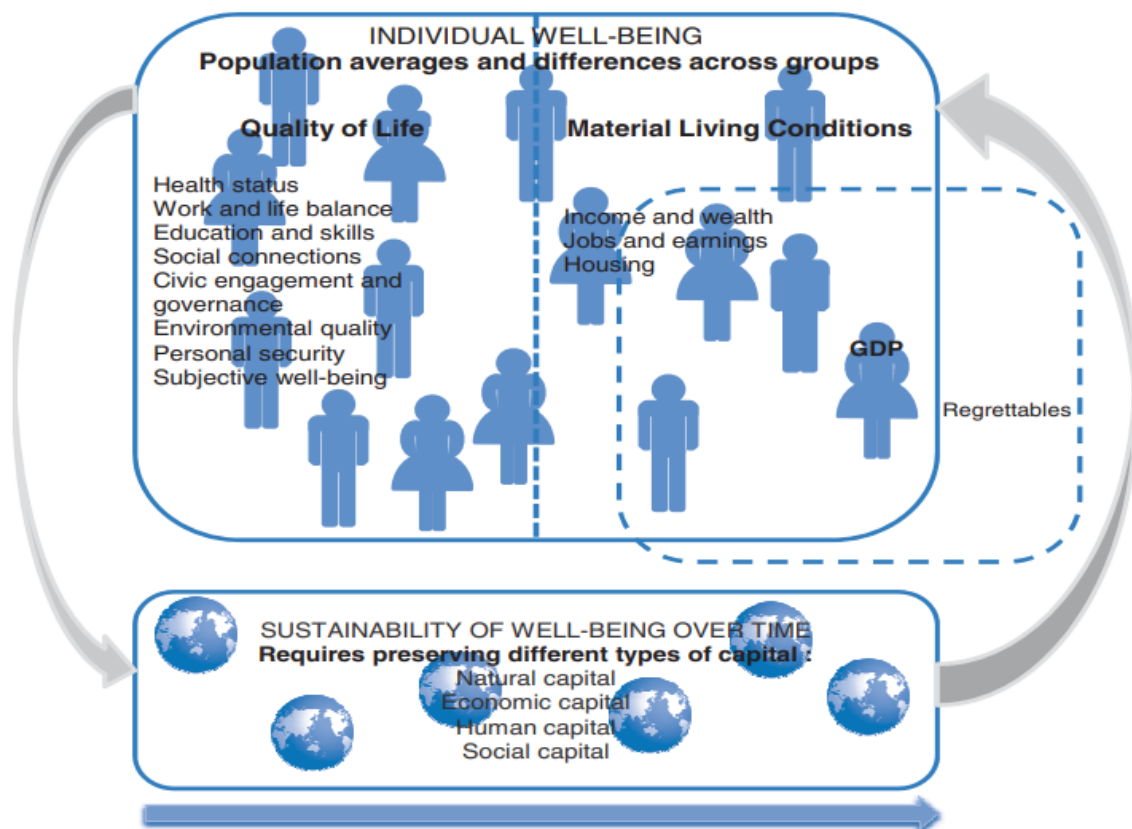 INDIVIDUAL WELL-BEING
Population averages and differences across groups
Quality of Life
Material Living Conditions
Health status
Work and life balance
Education and skills
Social connections
Civic engagement and
governance
Environmental quality
Personal security
Subjective well-being
Income and wealth
Jobs and earnings
Housing
GDP
Regrettables
SUSTAINABILITY OF WELL-BEING OVER TIME
Requires preserving different types of capital :
Natural capital
Economic capital
Human capital
Social capital